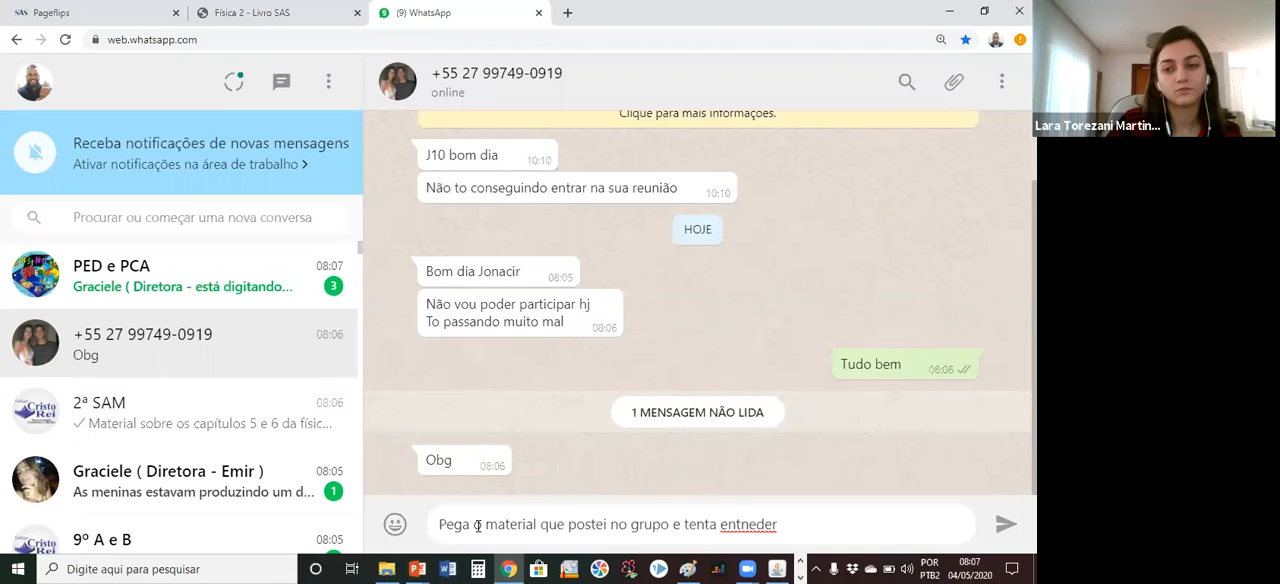 SAS Pageflips
Física 2 - Livro SAS
(9) WhatsApp
web.whatsapp.com
+55 27 99749-0919
online
Lara Torezani Martin...
Receba notificações de novas mensagens
Ativar notificações na área de trabalho >
Procurar ou começar uma nova conversa
PED e PCA 08:07
Graciele ( Diretora - está digitando... 3
+55 27 99749-0919 08:06
Obg
2ª SAM 08:06
Material sobre os capítulos 5 e 6 da físic...
Graciele ( Diretora - Emir ) 08:05
As meninas estavam produzindo um d... 1
9º A e B 08:05
Clique para mais informações.
J10 bom dia 10:10
Não to conseguindo entrar na sua reunião 10:10
HOJE
Bom dia Jonacir 08:05
Não vou poder participar hj
To passando muito mal 08:06
Tudo bem 08:06
1 MENSAGEM NÃO LIDA
Obg 08:06
Pega o material que postei no grupo e tenta entneder
Digite aqui para pesquisar
POR 08:07
PTB2 04/05/2020